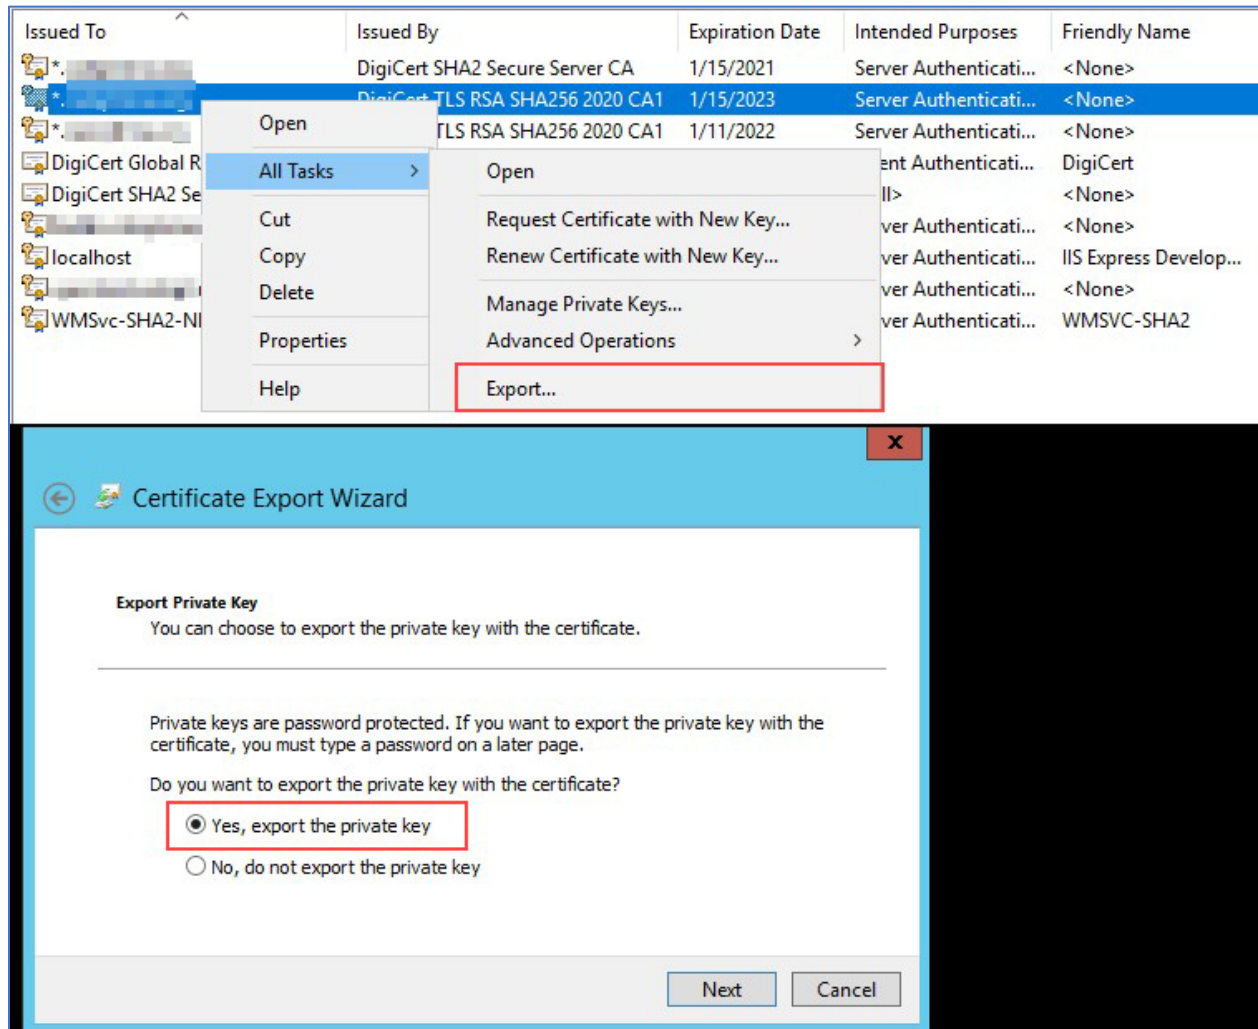 Issued To Issued By Expiration Date Intended Purposes Friendly Name
*. DigiCert SHA2 Secure Server CA 1/15/2021 Server Authenticati... <None>
*. DigiCert TLS RSA SHA256 2020 CA1 1/15/2023 Server Authenticati... <None>
*. TLS RSA SHA256 2020 CA1 1/11/2022 Server Authenticati... <None>
DigiCert Global R ent Authenticati... DigiCert
DigiCert SHA2 Se ll> <None>
ver Authenticati... <None>
localhost ver Authenticati... IIS Express Develop...
ver Authenticati... <None>
WMSvc-SHA2-NI ver Authenticati... WMSVC-SHA2
Open
All Tasks >
Cut
Copy
Delete
Properties
Help
Open
Request Certificate with New Key...
Renew Certificate with New Key...
Manage Private Keys...
Advanced Operations >
Export...
x
Certificate Export Wizard
Export Private Key
You can choose to export the private key with the certificate.
Private keys are password protected. If you want to export the private key with the
certificate, you must type a password on a later page.
Do you want to export the private key with the certificate?
Yes, export the private key
No, do not export the private key
Next Cancel